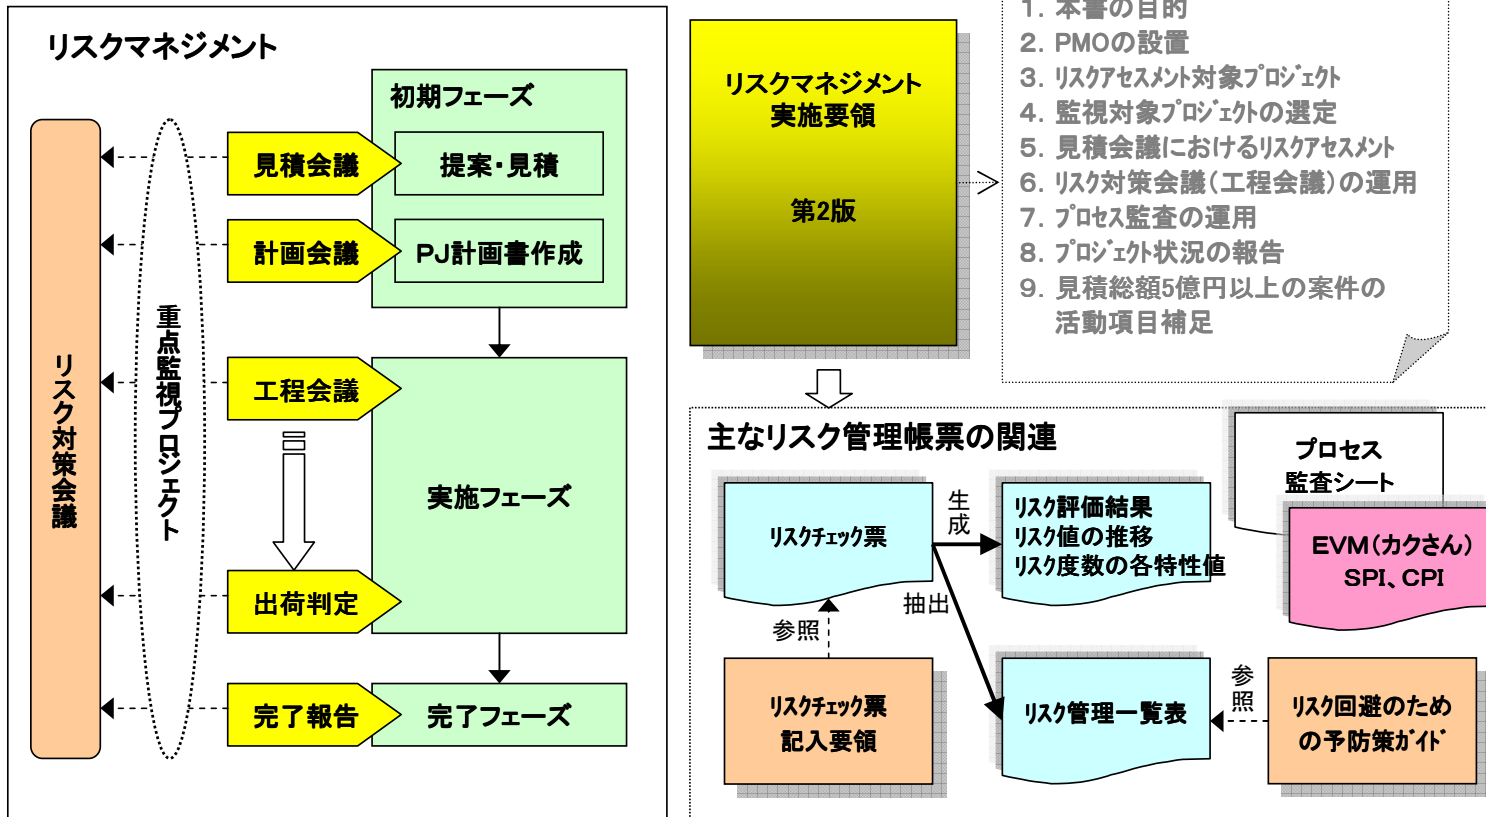 リスクマネジメント
初期フェーズ
見積会議
提案・見積
計画会議
PJ計画書作成
工程会議
実施フェーズ
出荷判定
完了報告
完了フェーズ
重点監視プロジェクト
リスク対策会議
リスクマネジメント
実施要領
第2版
1. 本書の目的
2. PMOの設置
3. リスクアセスメント対象プロジェクト
4. 監視対象プロジェクトの選定
5. 見積会議におけるリスクアセスメント
6. リスク対策会議(工程会議)の運用
7. プロセス監査の運用
8. プロジェクト状況の報告
9. 見積総額5億円以上の案件の
活動項目補足
主なリスク管理帳票の関連
プロセス
監査シート
EVM(カクさん)
SPI、CPI
リスクチェック票
生成
リスク評価結果
リスク値の推移
リスク度数の各特性値
抽出
参照
リスクチェック票
記入要領
リスク管理一覧表
参照
リスク回避のため
の予防策ガイド